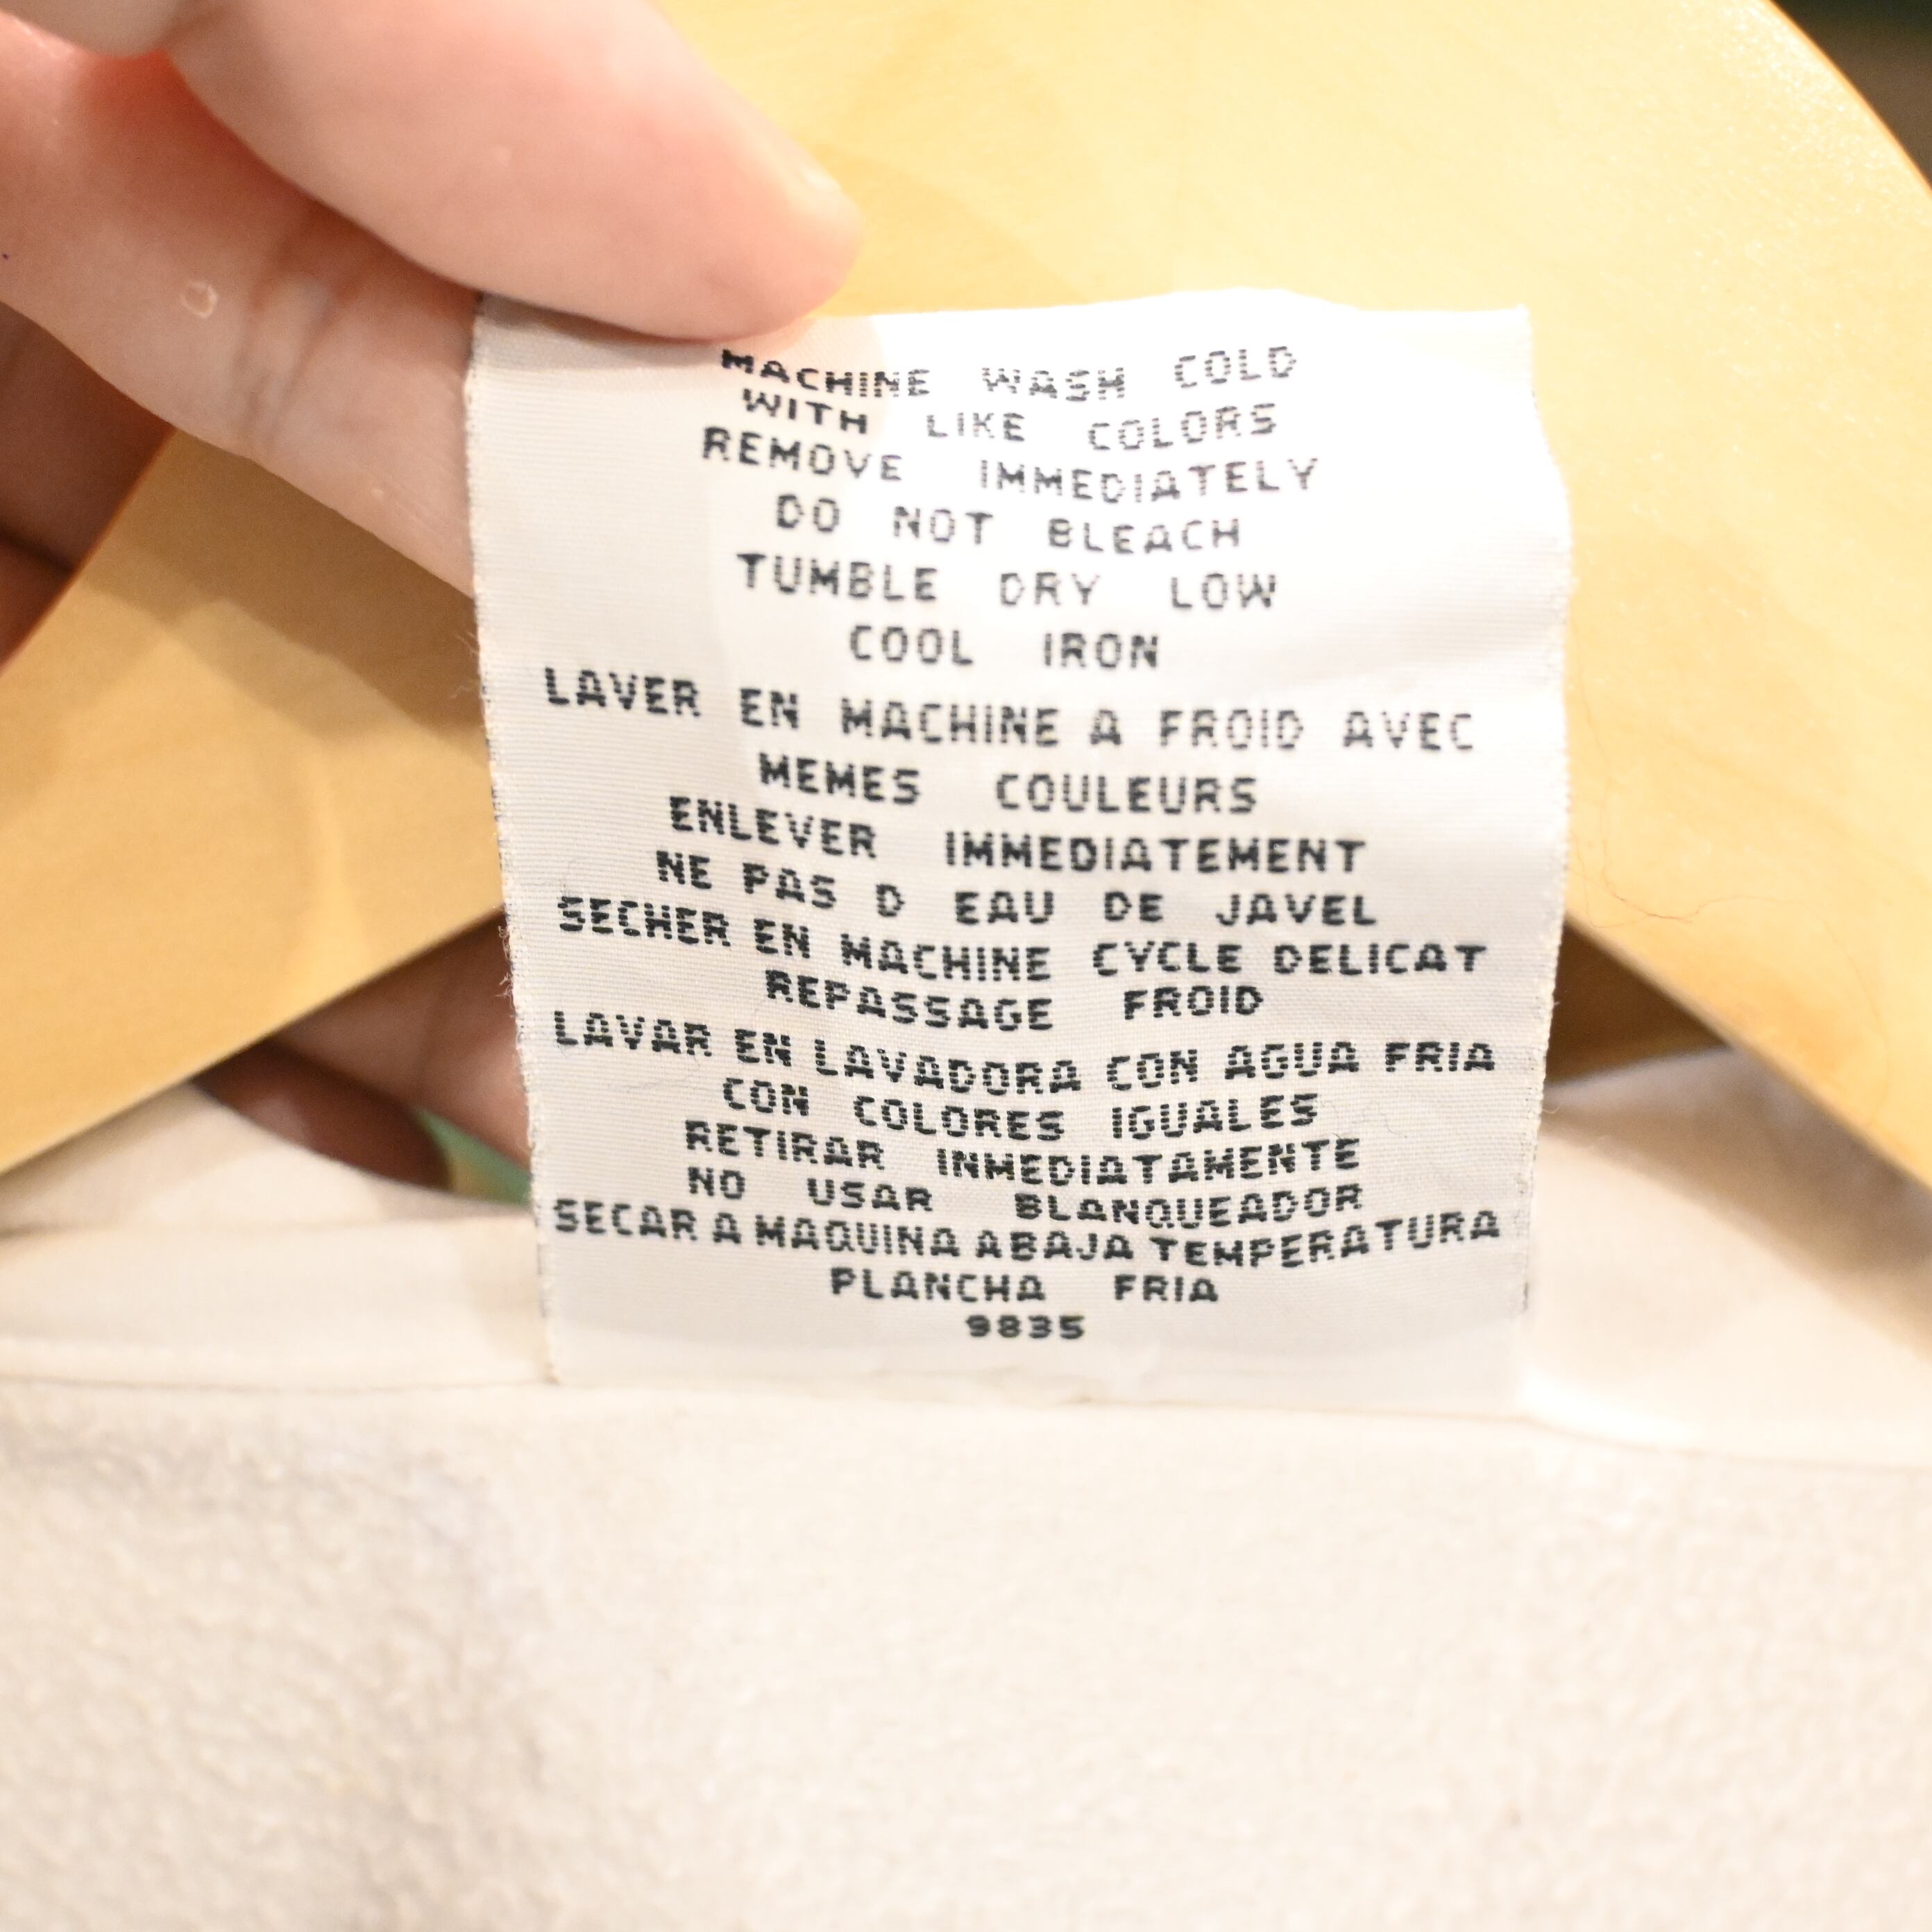 MACHINE WASH COLD
WITH LIKE COLORS
REMOVE IMMEDIATELY
DO NOT BLEACH
TUMBLE DRY LOW
COOL IRON
LAVER EN MACHINE A FROID AVEC
MEMES COULEURS
ENLEVER IMMEDIATEMENT
NE PAS D EAU DE JAVEL
SECHER EN MACHINE CYCLE DELICAT
REPASSAGE FROID
LAVAR EN LAVADORA CON AGUA FRIA
CON COLORES IGUALES
RETIRAR INMEDIATAMENTE
NO USAR BLANQUEADOR
SECAR A MAQUINA ABAJA TEMPERATURA
PLANCHA FRIA
9835